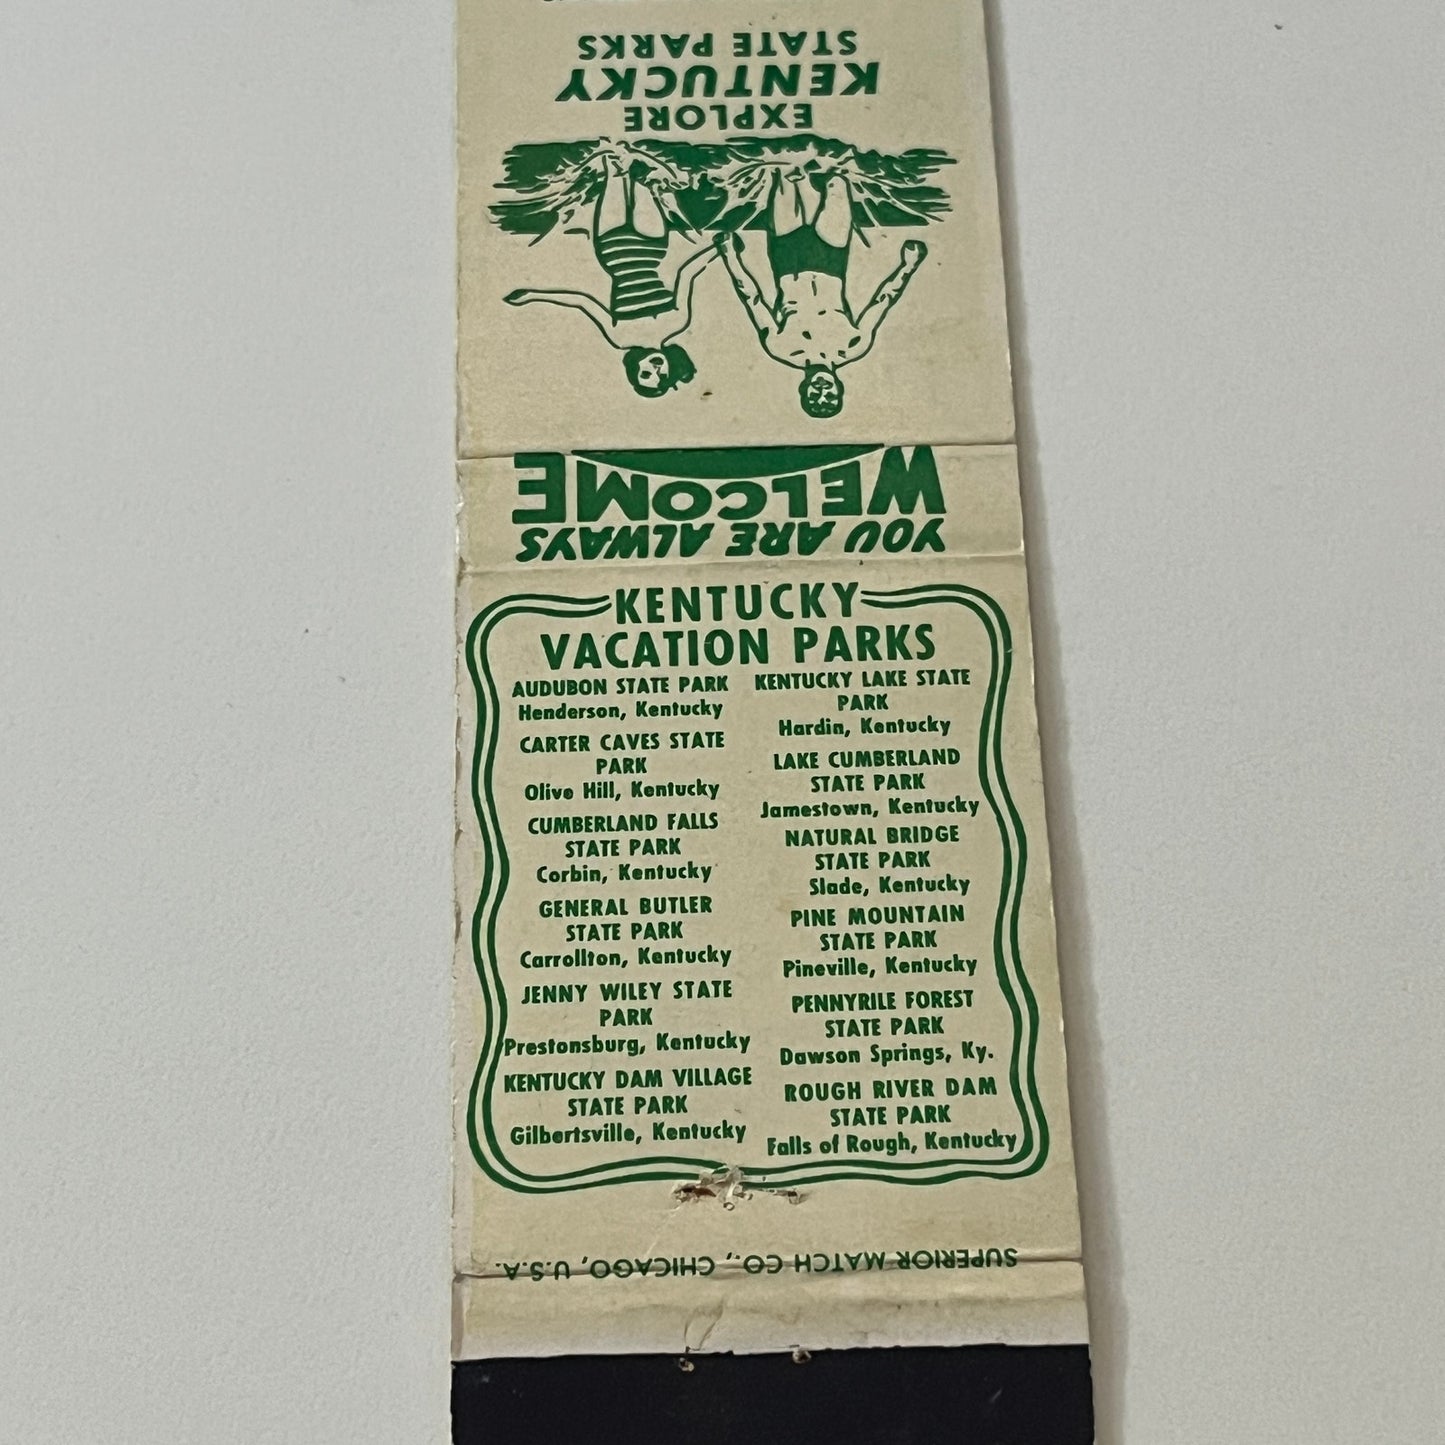 EXPLORE
KENTUCKY
STATE PARKS
YOU ARE ALWAYS
WELCOME
KENTUCKY
VACATION PARKS
AUDUBON STATE PARK
Henderson, Kentucky
CARTER CAVES STATE
PARK
Olive Hill, Kentucky
CUMBERLAND FALLS
STATE PARK
Corbin, Kentucky
GENERAL BUTLER
STATE PARK
Carrollton, Kentucky
JENNY WILEY STATE
PARK
Prestonsburg, Kentucky
KENTUCKY DAM VILLAGE
STATE PARK
Gilbertsville, Kentucky
KENTUCKY LAKE STATE
PARK
Hardin, Kentucky
LAKE CUMBERLAND
STATE PARK
Jamestown, Kentucky
NATURAL BRIDGE
STATE PARK
Slade, Kentucky
PINE MOUNTAIN
STATE PARK
Pineville, Kentucky
PENNYRILE FOREST
STATE PARK
Dawson Springs, Ky.
ROUGH RIVER DAM
STATE PARK
Falls of Rough, Kentucky
SUPERIOR MATCH CO., CHICAGO, U.S.A.